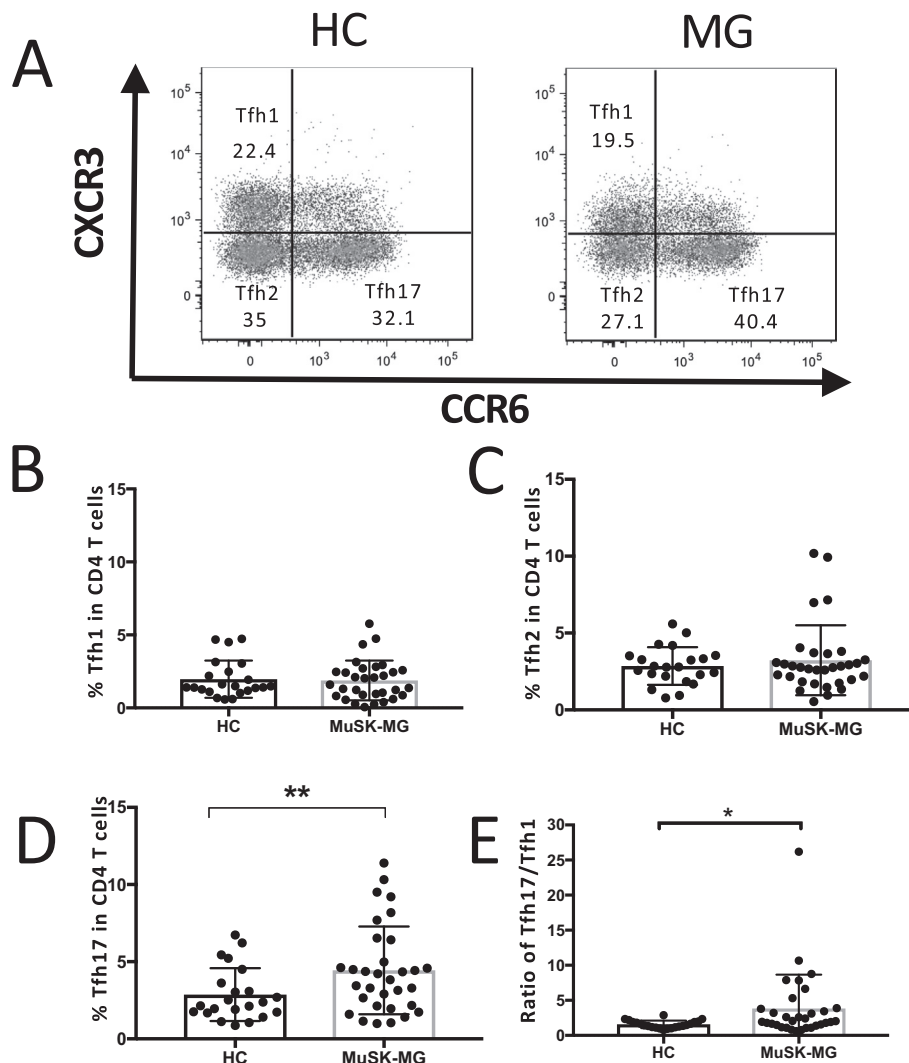 HC MG
A
CXCR3
10⁵
10⁴
10³
0
Tfh1
22.4
Tfh2
35
Tfh17
32.1
0 10³ 10⁴ 10⁵
10⁵
10⁴
10³
0
Tfh1
19.5
Tfh2
27.1
Tfh17
40.4
0 10³ 10⁴ 10⁵
CCR6
B
% Tfh1 in CD4 T cells
15
10
5
0
HC MuSK-MG
C
% Tfh2 in CD4 T cells
15
10
5
0
HC MuSK-MG
D
% Tfh17 in CD4 T cells
15
10
5
0
**
HC MuSK-MG
E
Ratio of Tfh17/Tfh1
30
25
20
15
10
5
0
*
HC MuSK-MG